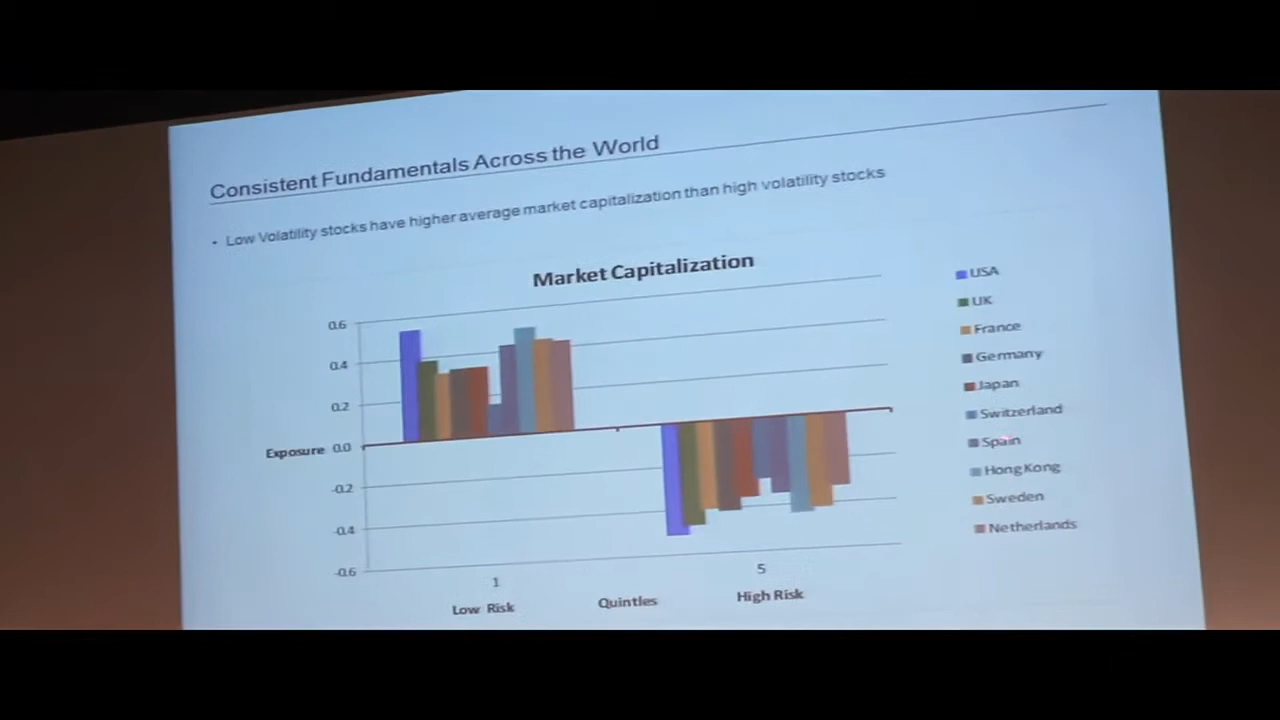 Consistent Fundamentals Across the World
• Low Volatility stocks have higher average market capitalization than high volatility stocks
Market Capitalization
0.6
0.4
0.2
Exposure 0.0
-0.2
-0.4
-0.6
1
5
Low Risk
Quintles
High Risk
USA
UK
France
Germany
Japan
Switzerland
Spain
Hong Kong
Sweden
Netherlands